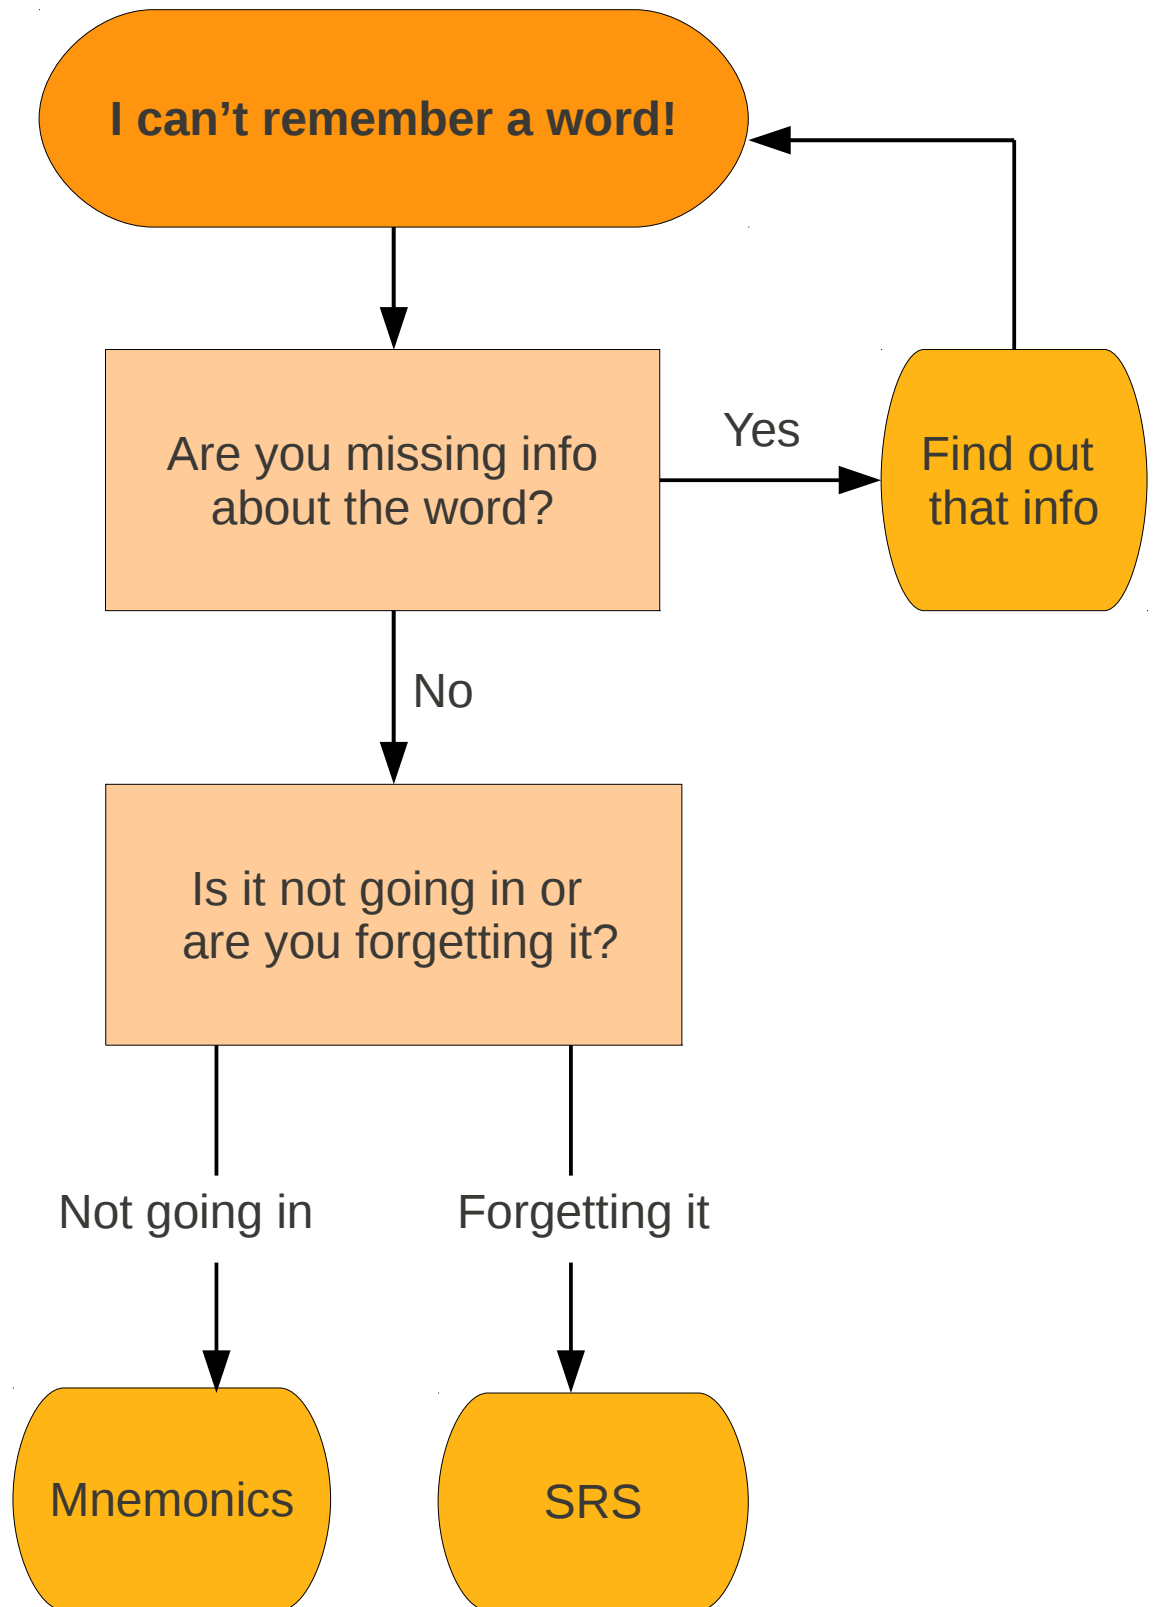 I can’t remember a word!
Are you missing info
about the word?
Yes
Find out
that info
No
Is it not going in or
are you forgetting it?
Not going in
Forgetting it
Mnemonics
SRS